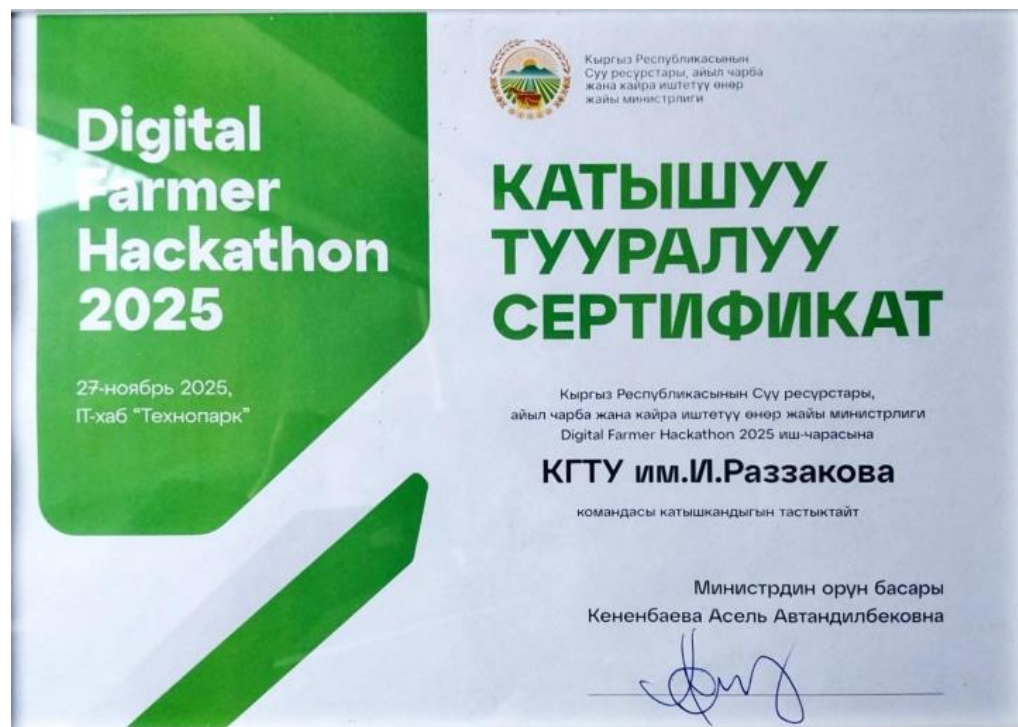 Digital
Farmer
Hackathon
2025
27-ноябрь 2025,
IT-хаб “Технопарк”
Кыргыз Республикасынын
Суу ресурстары, айыл чарба
жана кайра иштетүү өнөр
жайы министрлиги
КАТЫШУУ
ТУУРАЛУУ
СЕРТИФИКАТ
Кыргыз Республикасынын Суу ресурстары,
айыл чарба жана кайра иштетүү өнөр жайы министрлиги
Digital Farmer Hackathon 2025 иш-чарасына
КГТУ им.И.Раззакова
командасы катышкандыгын тастыктайт
Министрдин орун басары
Кененбаева Асель Автандилбековна